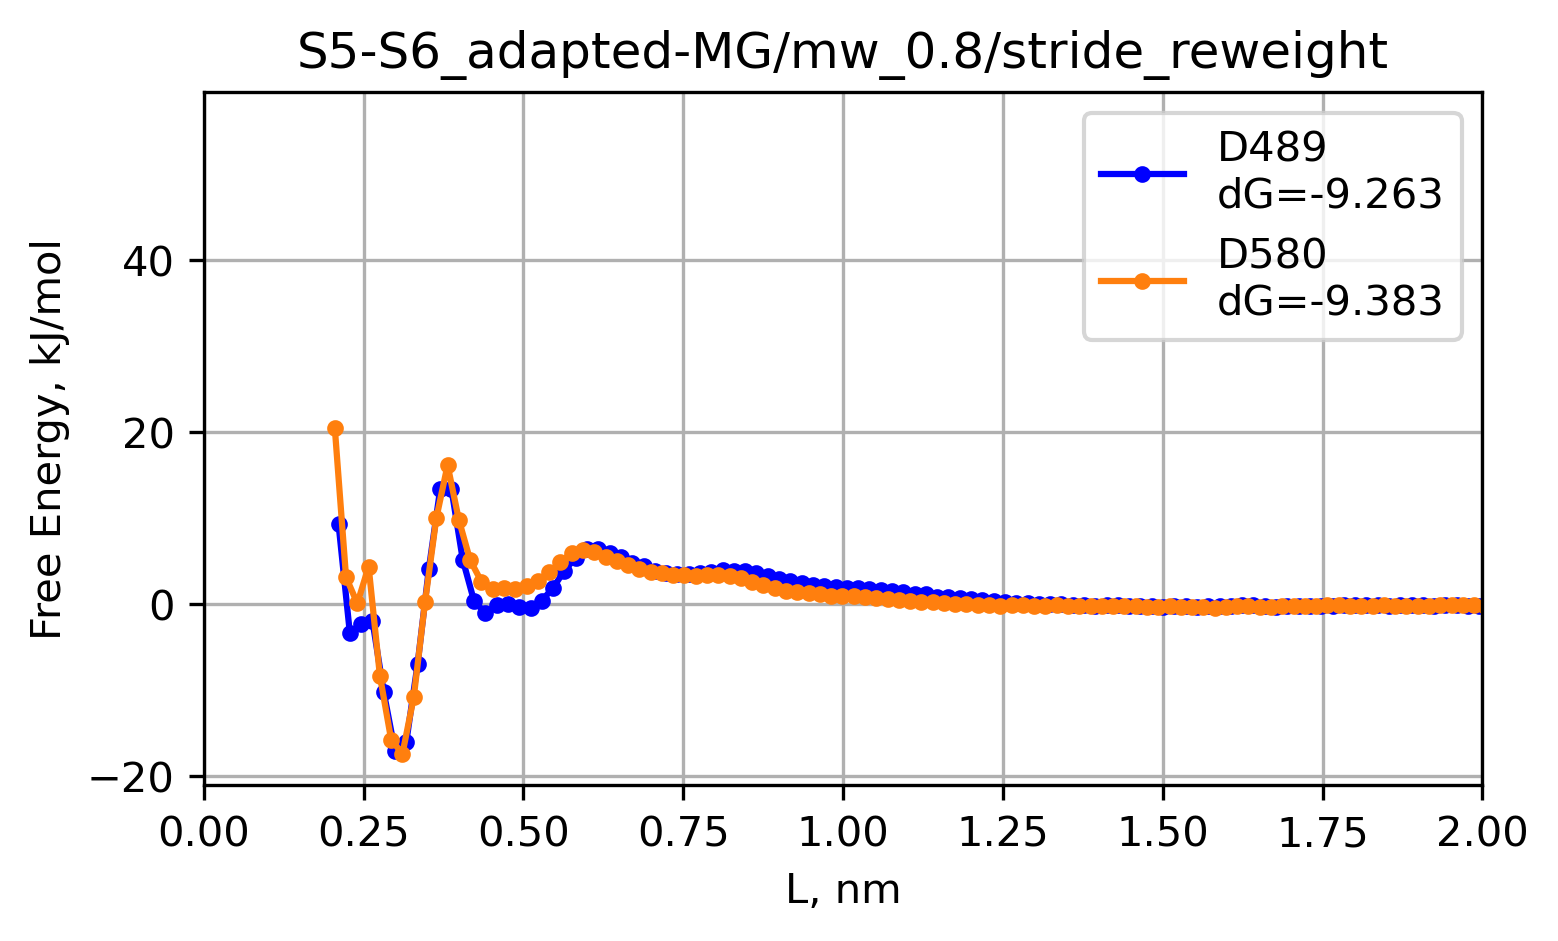 S5-S6_adapted-MG/mw_0.8/stride_reweight
D489
dG=-9.263
D580
dG=-9.383
Free Energy, kJ/mol
40
20
0
−20
0.00 0.25 0.50 0.75 1.00 1.25 1.50 1.75 2.00
L, nm